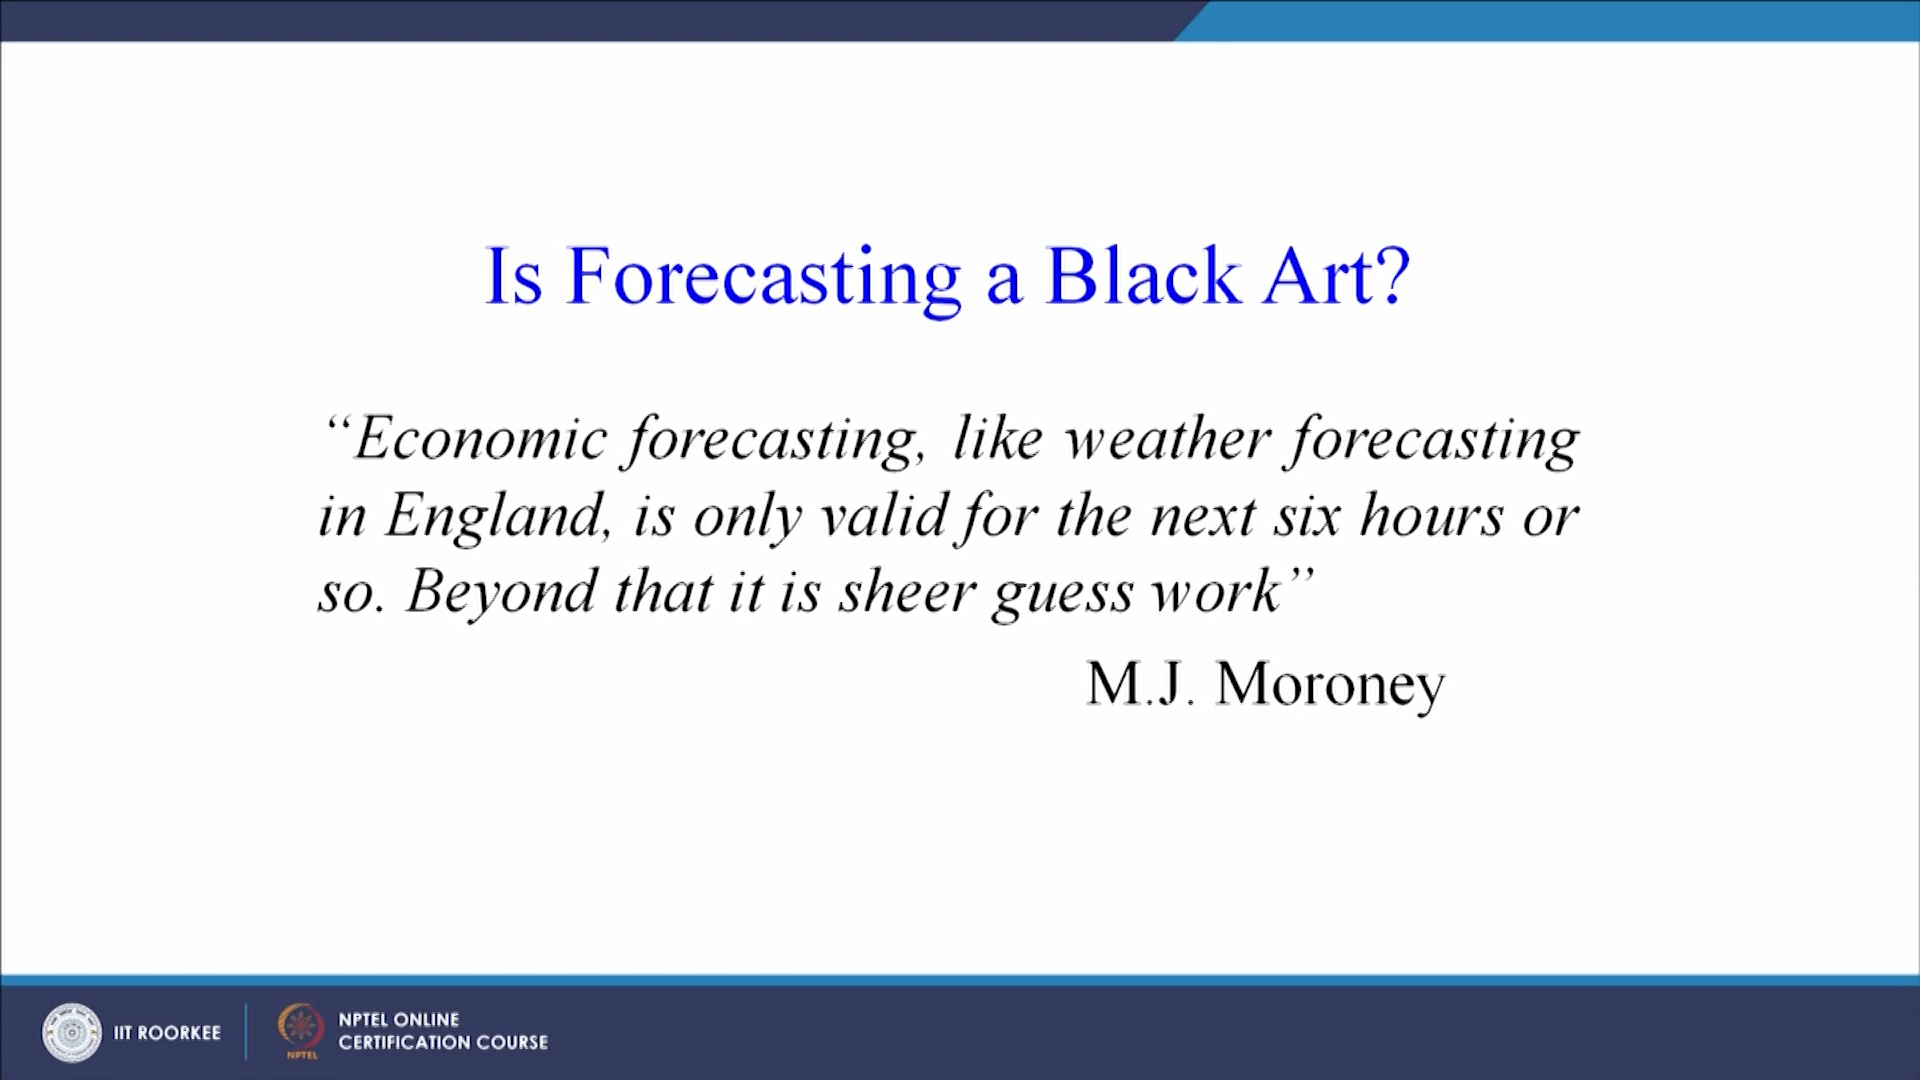 Is Forecasting a Black Art?
“Economic forecasting, like weather forecasting
in England, is only valid for the next six hours or
so. Beyond that it is sheer guess work”
M.J. Moroney
IIT ROORKEE
NPTEL
NPTEL ONLINE
CERTIFICATION COURSE